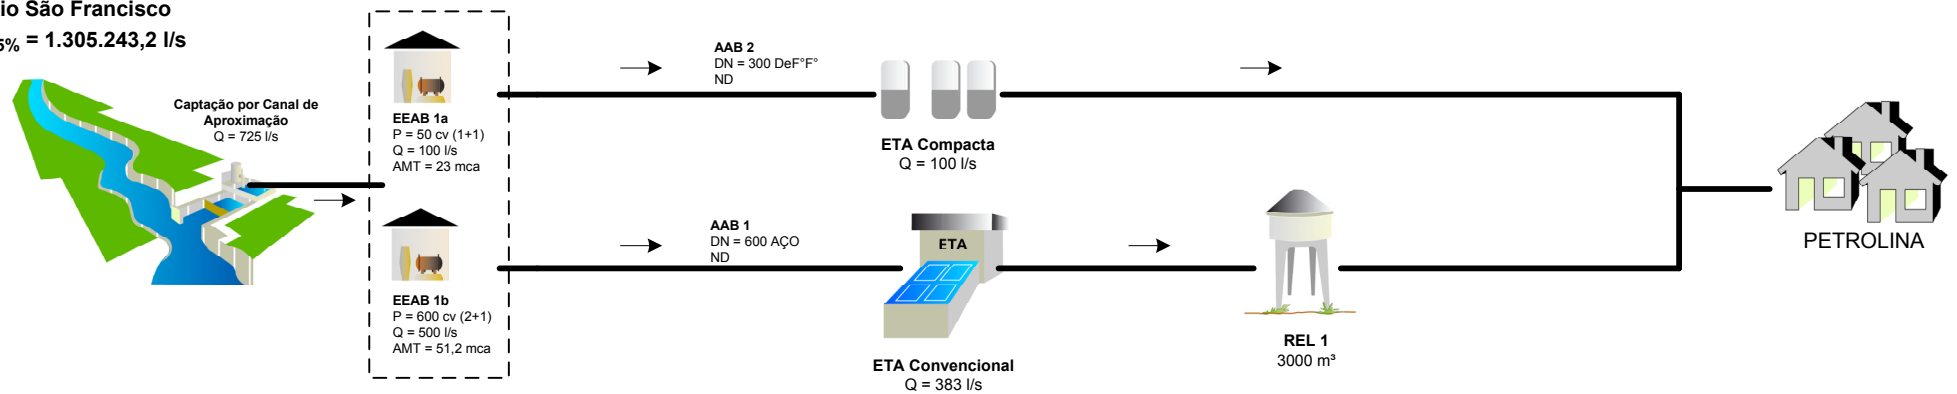 io São Francisco
5% = 1.305.243,2 l/s
Captação por Canal de
Aproximação
Q = 725 l/s
EEAB 1a
P = 50 cv (1+1)
Q = 100 l/s
AMT = 23 mca
AAB 2
DN = 300 DeF°F°
ND
ETA Compacta
Q = 100 l/s
EEAB 1b
P = 600 cv (2+1)
Q = 500 l/s
AMT = 51,2 mca
AAB 1
DN = 600 AÇO
ND
ETA
ETA Convencional
Q = 383 l/s
REL 1
3000 m³
PETROLINA